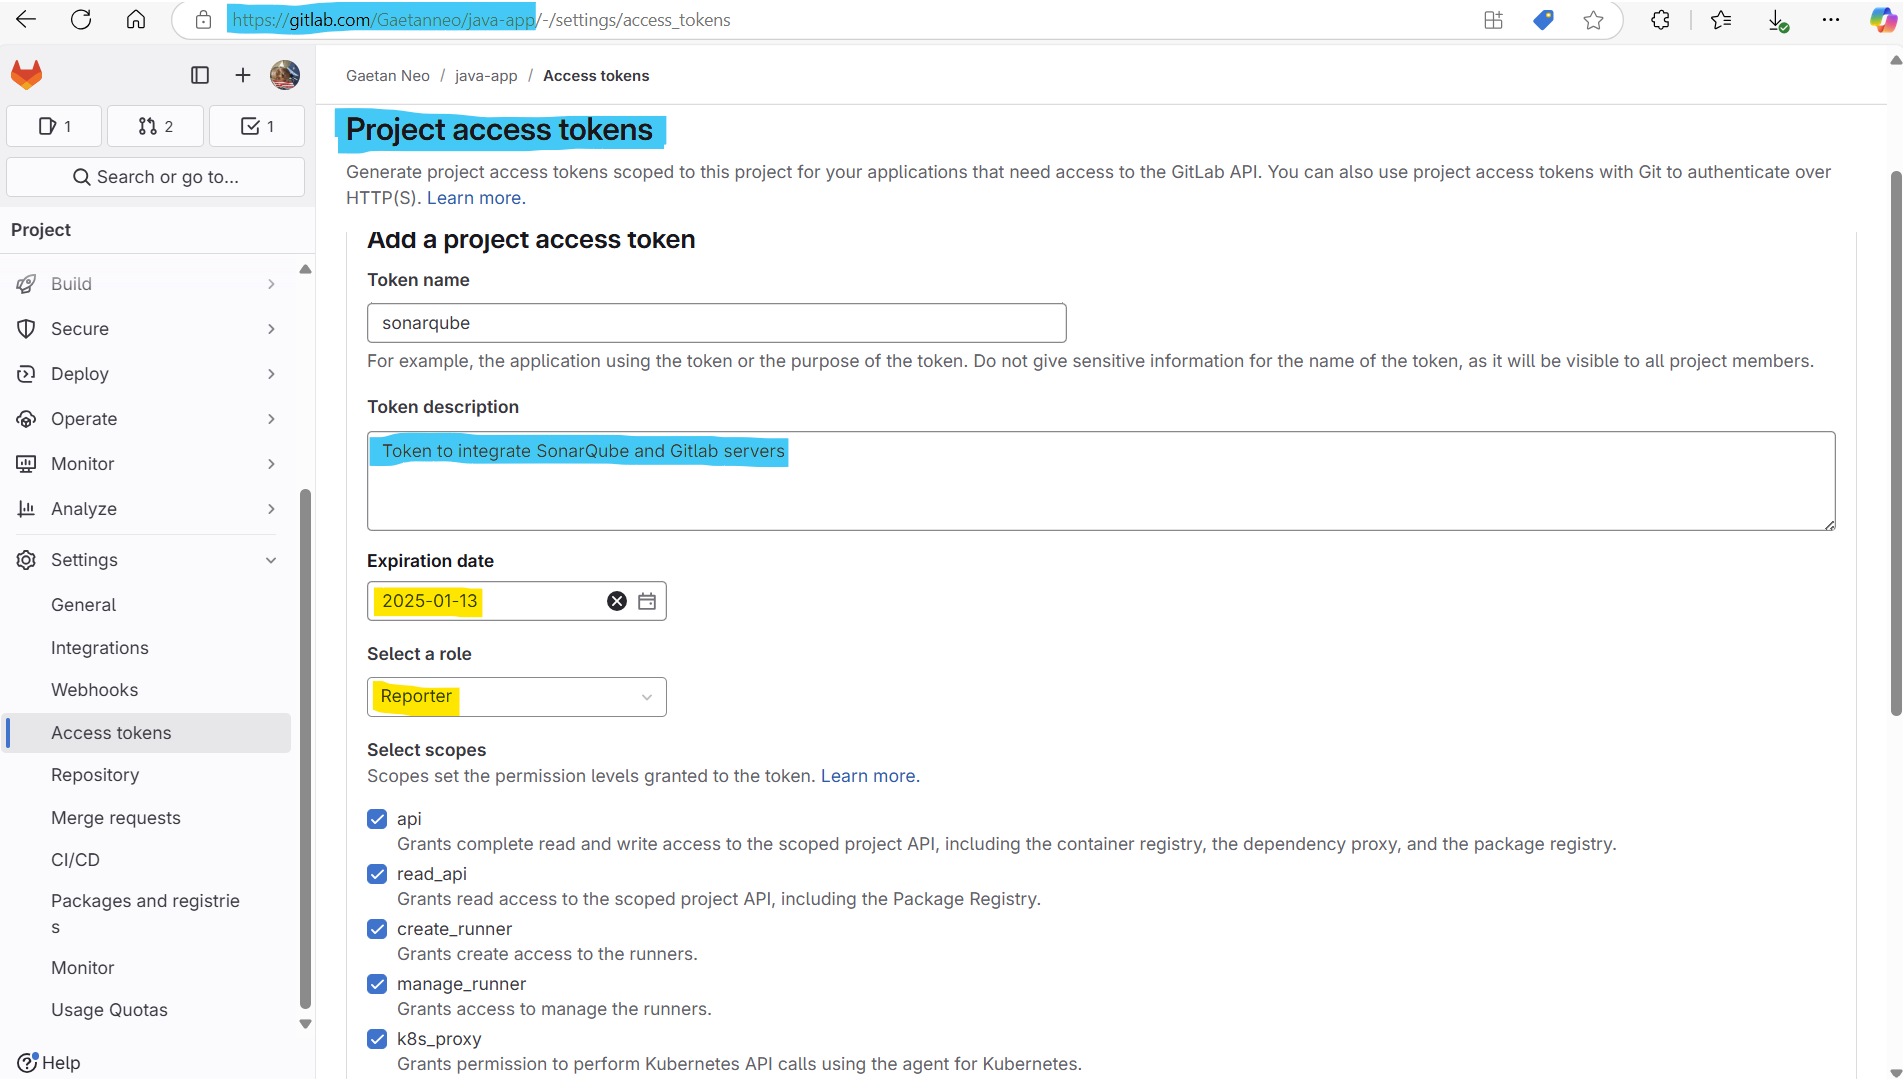 https://gitlab.com/Gaetanneo/java-app/-/settings/access_tokens
Gaetan Neo / java-app / Access tokens
1
2
1
Search or go to...
Project
Build
Secure
Deploy
Operate
Monitor
Analyze
Settings
General
Integrations
Webhooks
Access tokens
Repository
Merge requests
CI/CD
Packages and registrie
s
Monitor
Usage Quotas
Help
Project access tokens
Generate project access tokens scoped to this project for your applications that need access to the GitLab API. You can also use project access tokens with Git to authenticate over
HTTP(S). Learn more.
Add a project access token
Token name
sonarqube
For example, the application using the token or the purpose of the token. Do not give sensitive information for the name of the token, as it will be visible to all project members.
Token description
Token to integrate SonarQube and Gitlab servers
Expiration date
2025-01-13
Select a role
Reporter
Select scopes
Scopes set the permission levels granted to the token. Learn more.
api
Grants complete read and write access to the scoped project API, including the container registry, the dependency proxy, and the package registry.
read_api
Grants read access to the scoped project API, including the Package Registry.
create_runner
Grants create access to the runners.
manage_runner
Grants access to manage the runners.
k8s_proxy
Grants permission to perform Kubernetes API calls using the agent for Kubernetes.